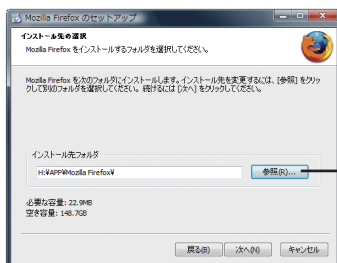 Mozilla Firefox のセットアップ
インストール先の選択
Mozilla Firefox をインストールするフォルダを選択してください。
Mozilla Firefox を次のフォルダにインストールします。インストール先を変更するには、[参照] をクリッ
クして別のフォルダを選択してください。続けるには [次へ] をクリックしてください。
インストール先フォルダ
H:¥APP¥Mozilla Firefox¥
参照(R)...
必要な容量: 22.9MB
空き容量: 148.7GB
戻る(B)
次へ(N)
キャンセル